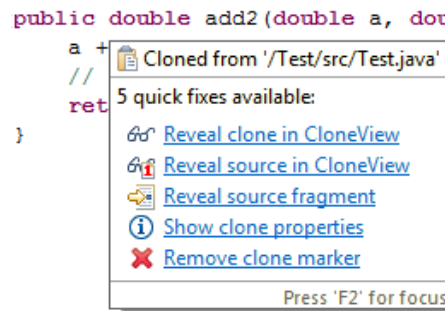 public double add2(double a,
a +
//
ret
}
Cloned from '/Test/src/Test.java'
5 quick fixes available:
Reveal clone in CloneView
Reveal source in CloneView
Reveal source fragment
Show clone properties
Remove clone marker
Press 'F2' for focus